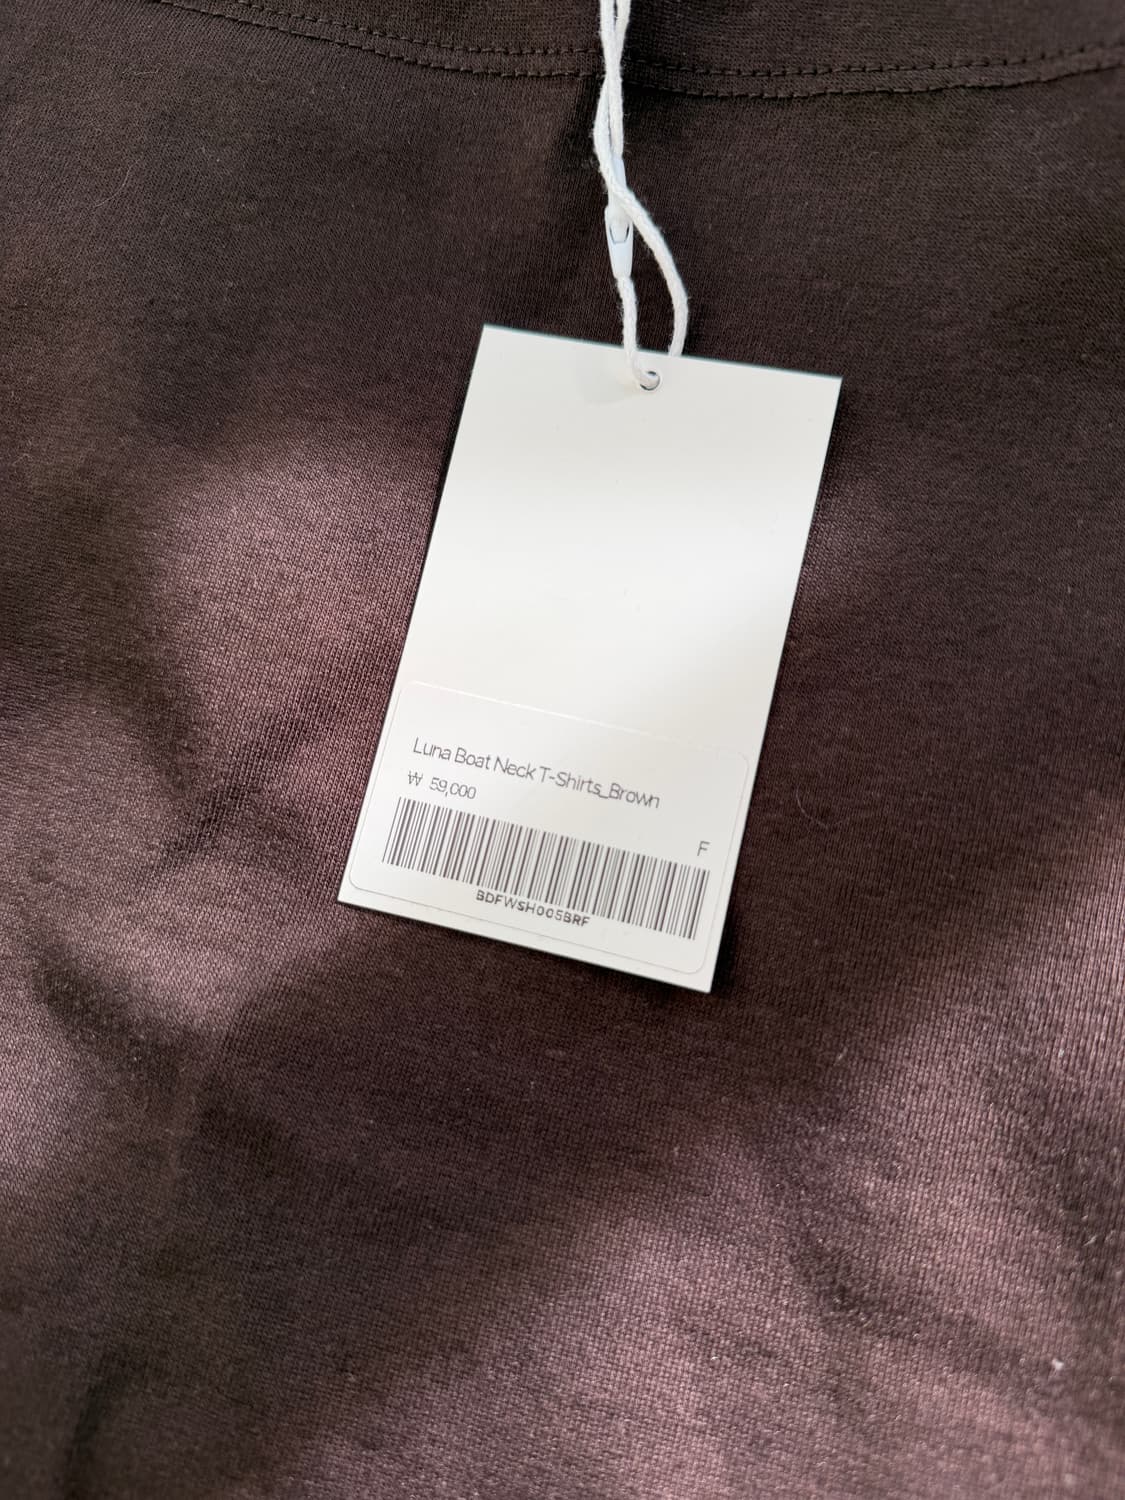 Luna Boat Neck T-Shirts_Brown
₩ 59,000
F
BDFWSH005BRF